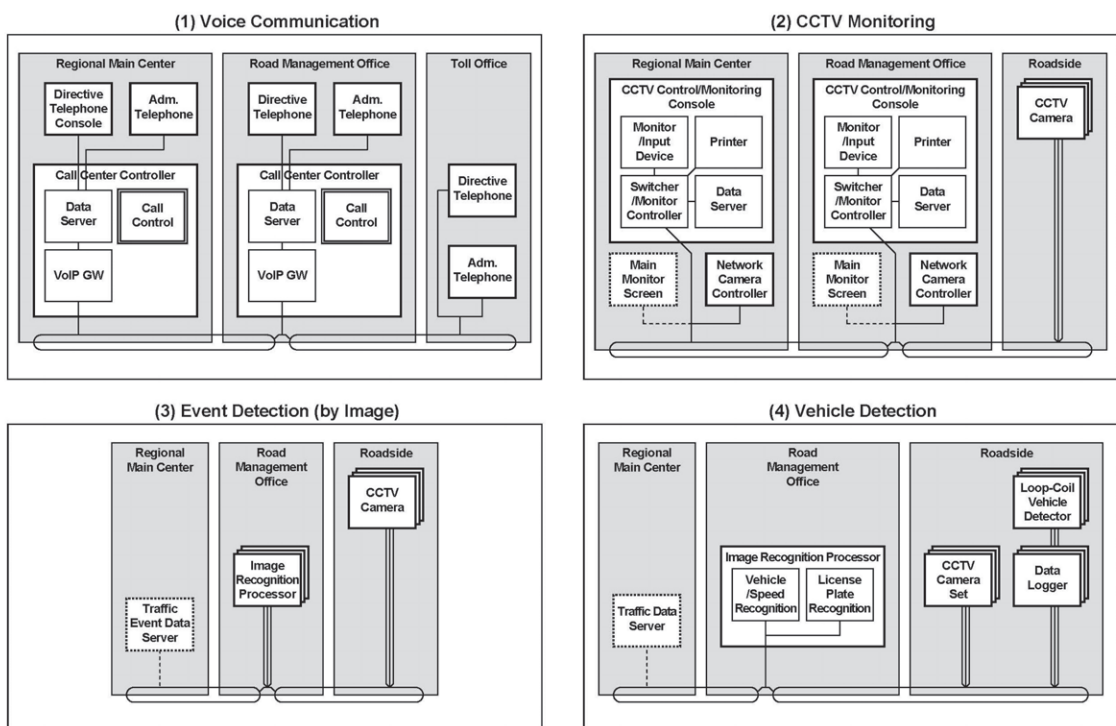 (1) Voice Communication
Regional Main Center
Directive
Telephone
Console
Adm.
Telephone
Call Center Controller
Data
Server
Call
Control
VoIP GW
Road Management Office
Directive
Telephone
Adm.
Telephone
Call Center Controller
Data
Server
Call
Control
VoIP GW
Toll Office
Directive
Telephone
Adm.
Telephone
(2) CCTV Monitoring
Regional Main Center
CCTV Control/Monitoring
Console
Monitor
/Input
Device
Printer
Switcher
/Monitor
Controller
Data
Server
Main
Monitor
Screen
Network
Camera
Controller
Road Management Office
CCTV Control/Monitoring
Console
Monitor
/Input
Device
Printer
Switcher
/Monitor
Controller
Data
Server
Main
Monitor
Screen
Network
Camera
Controller
Roadside
CCTV
Camera
(3) Event Detection (by Image)
Regional
Main Center
Traffic
Event Data
Server
Road
Management
Office
Image
Recognition
Processor
Roadside
CCTV
Camera
(4) Vehicle Detection
Regional
Main Center
Traffic Data
Server
Road
Management
Office
Image Recognition Processor
Vehicle
/Speed
Recognition
License
Plate
Recognition
Roadside
Loop-Coil
Vehicle
Detector
CCTV
Camera
Set
Data
Logger